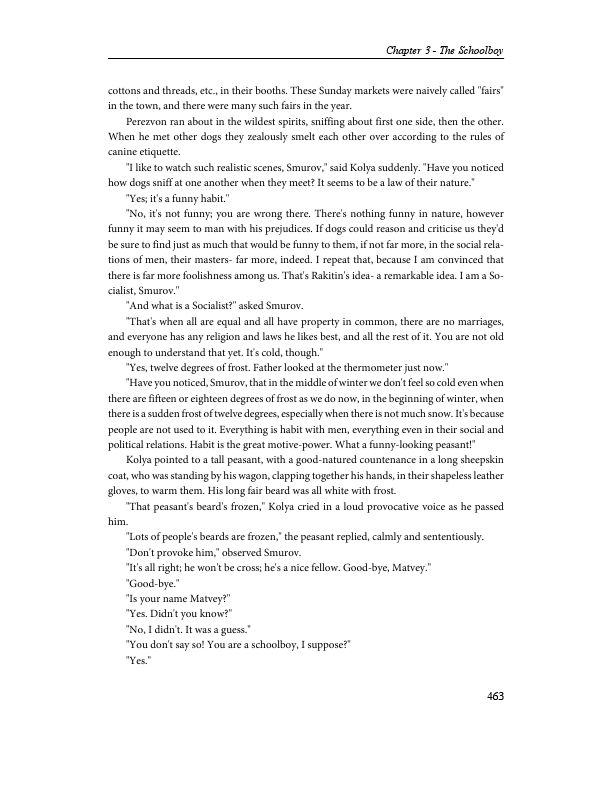 Chapter 3 - The Schoolboy
cottons and threads, etc., in their booths. These Sunday markets were naively called "fairs"
in the town, and there were many such fairs in the year.
Perezvon ran about in the wildest spirits, sniffing about first one side, then the other.
When he met other dogs they zealously smelt each other over according to the rules of
canine etiquette.
"I like to watch such realistic scenes, Smurov," said Kolya suddenly. "Have you noticed
how dogs sniff at one another when they meet? It seems to be a law of their nature."
"Yes; it's a funny habit."
"No, it's not funny; you are wrong there. There's nothing funny in nature, however
funny it may seem to man with his prejudices. If dogs could reason and criticise us they'd
be sure to find just as much that would be funny to them, if not far more, in the social rela-
tions of men, their masters- far more, indeed. I repeat that, because I am convinced that
there is far more foolishness among us. That's Rakitin's idea- a remarkable idea. I am a So-
cialist, Smurov."
"And what is a Socialist?" asked Smurov.
"That's when all are equal and all have property in common, there are no marriages,
and everyone has any religion and laws he likes best, and all the rest of it. You are not old
enough to understand that yet. It's cold, though."
"Yes, twelve degrees of frost. Father looked at the thermometer just now."
"Have you noticed, Smurov, that in the middle of winter we don't feel so cold even when
there are fifteen or eighteen degrees of frost as we do now, in the beginning of winter, when
there is a sudden frost of twelve degrees, especially when there is not much snow. It's because
people are not used to it. Everything is habit with men, everything even in their social and
political relations. Habit is the great motive-power. What a funny-looking peasant!"
Kolya pointed to a tall peasant, with a good-natured countenance in a long sheepskin
coat, who was standing by his wagon, clapping together his hands, in their shapeless leather
gloves, to warm them. His long fair beard was all white with frost.
"That peasant's beard's frozen," Kolya cried in a loud provocative voice as he passed
him.
"Lots of people's beards are frozen," the peasant replied, calmly and sententiously.
"Don't provoke him," observed Smurov.
"It's all right; he won't be cross; he's a nice fellow. Good-bye, Matvey."
"Good-bye."
"Is your name Matvey?"
"Yes. Didn't you know?"
"No, I didn't. It was a guess."
"You don't say so! You are a schoolboy, I suppose?"
"Yes."
463